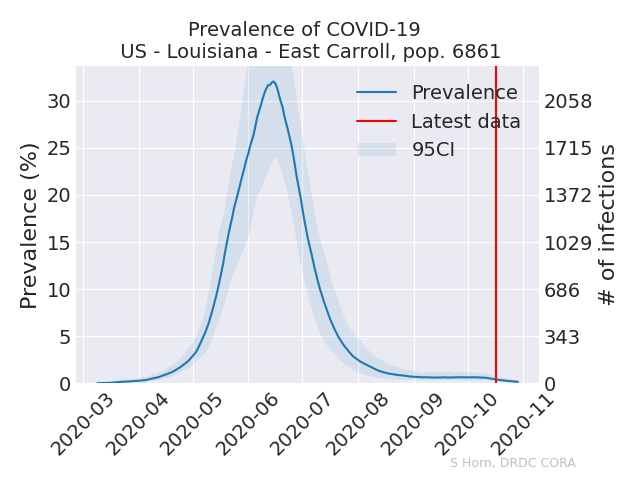 Prevalence of COVID-19
US - Louisiana - East Carroll, pop. 6861
Prevalence (%)
30
25
20
15
10
5
0
Prevalence
Latest data
95CI
2058
1715
1372
1029
686
343
0
# of infections
2020-03
2020-04
2020-05
2020-06
2020-07
2020-08
2020-09
2020-10
2020-11
S Horn, DRDC CORA